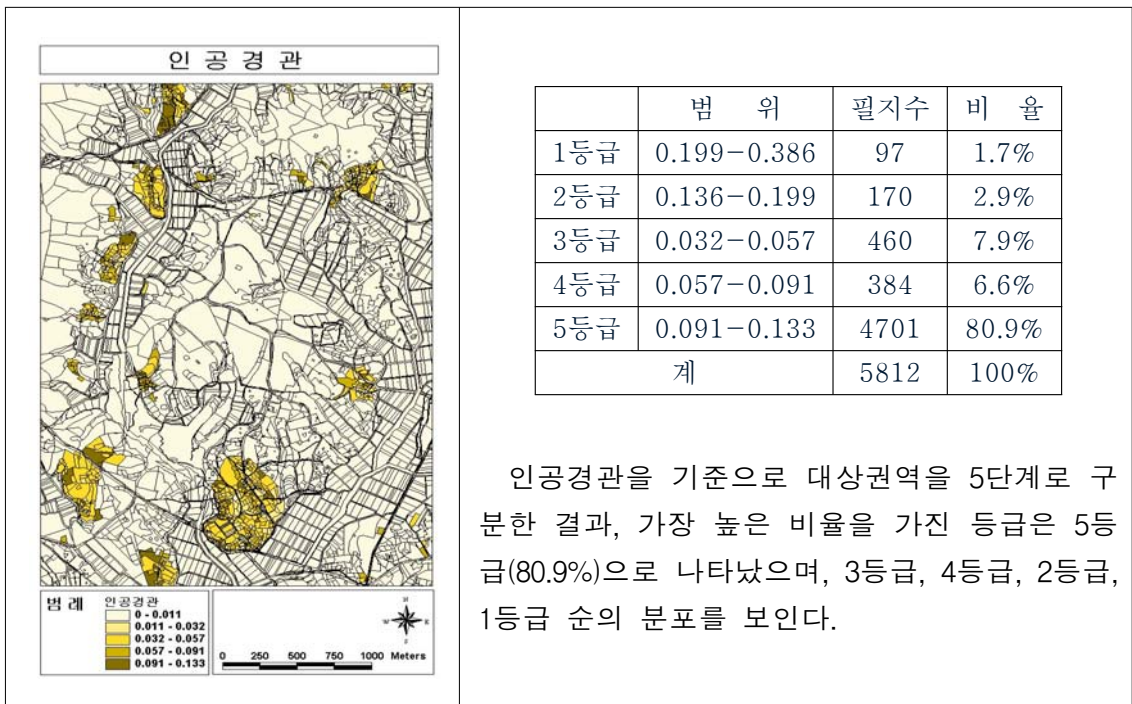 인 공 경 관
범 례
인공경관
0 - 0.011
0.011 - 0.032
0.032 - 0.057
0.057 - 0.091
0.091 - 0.133
N
W E
S
0 250 500 750 1000 Meters
범 위 필지수 비 율
1등급 0.199-0.386 97 1.7%
2등급 0.136-0.199 170 2.9%
3등급 0.032-0.057 460 7.9%
4등급 0.057-0.091 384 6.6%
5등급 0.091-0.133 4701 80.9%
계 5812 100%
인공경관을 기준으로 대상권역을 5단계로 구
분한 결과, 가장 높은 비율을 가진 등급은 5등
급(80.9%)으로 나타났으며, 3등급, 4등급, 2등급,
1등급 순의 분포를 보인다.